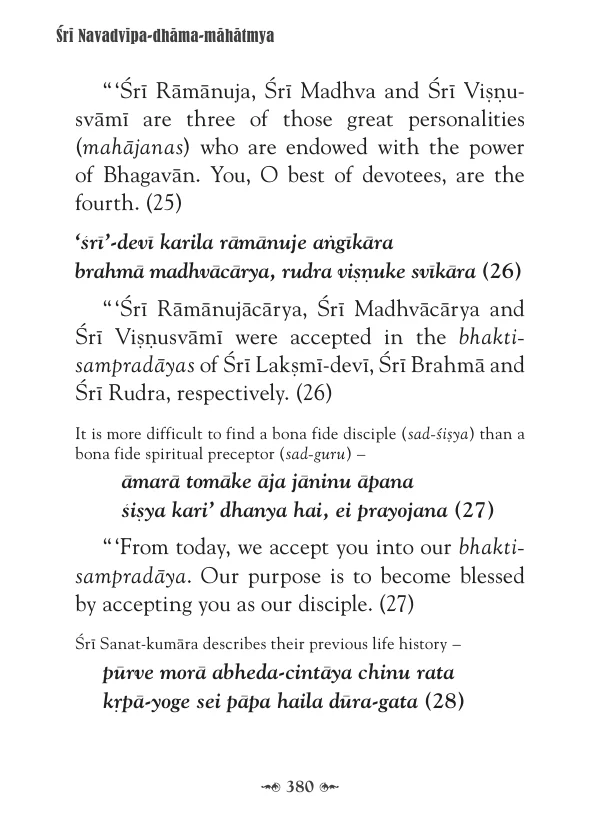 Śrī Navadvīpa-dhāma-māhātmya
“ ‘Śrī Rāmānuja, Śrī Madhva and Śrī Viṣṇu-
svāmī are three of those great personalities
(mahājanas) who are endowed with the power
of Bhagavān. You, O best of devotees, are the
fourth. (25)
‘śrī’-devī karila rāmānuje aṅgīkāra
brahmā madhvācārya, rudra viṣṇuke svīkāra (26)
“ ‘Śrī Rāmānujācārya, Śrī Madhvācārya and
Śrī Viṣṇusvāmī were accepted in the bhakti-
sampradāyas of Śrī Lakṣmī-devī, Śrī Brahmā and
Śrī Rudra, respectively. (26)
It is more difficult to find a bona fide disciple (sad-śiṣya) than a
bona fide spiritual preceptor (sad-guru) –
āmarā tomāke āja jāninu āpana
śiṣya kari’ dhanya hai, ei prayojana (27)
“ ‘From today, we accept you into our bhakti-
sampradāya. Our purpose is to become blessed
by accepting you as our disciple. (27)
Śrī Sanat-kumāra describes their previous life history –
pūrve morā abheda-cintāya chinu rata
kṛpā-yoge sei pāpa haila dūra-gata (28)
380